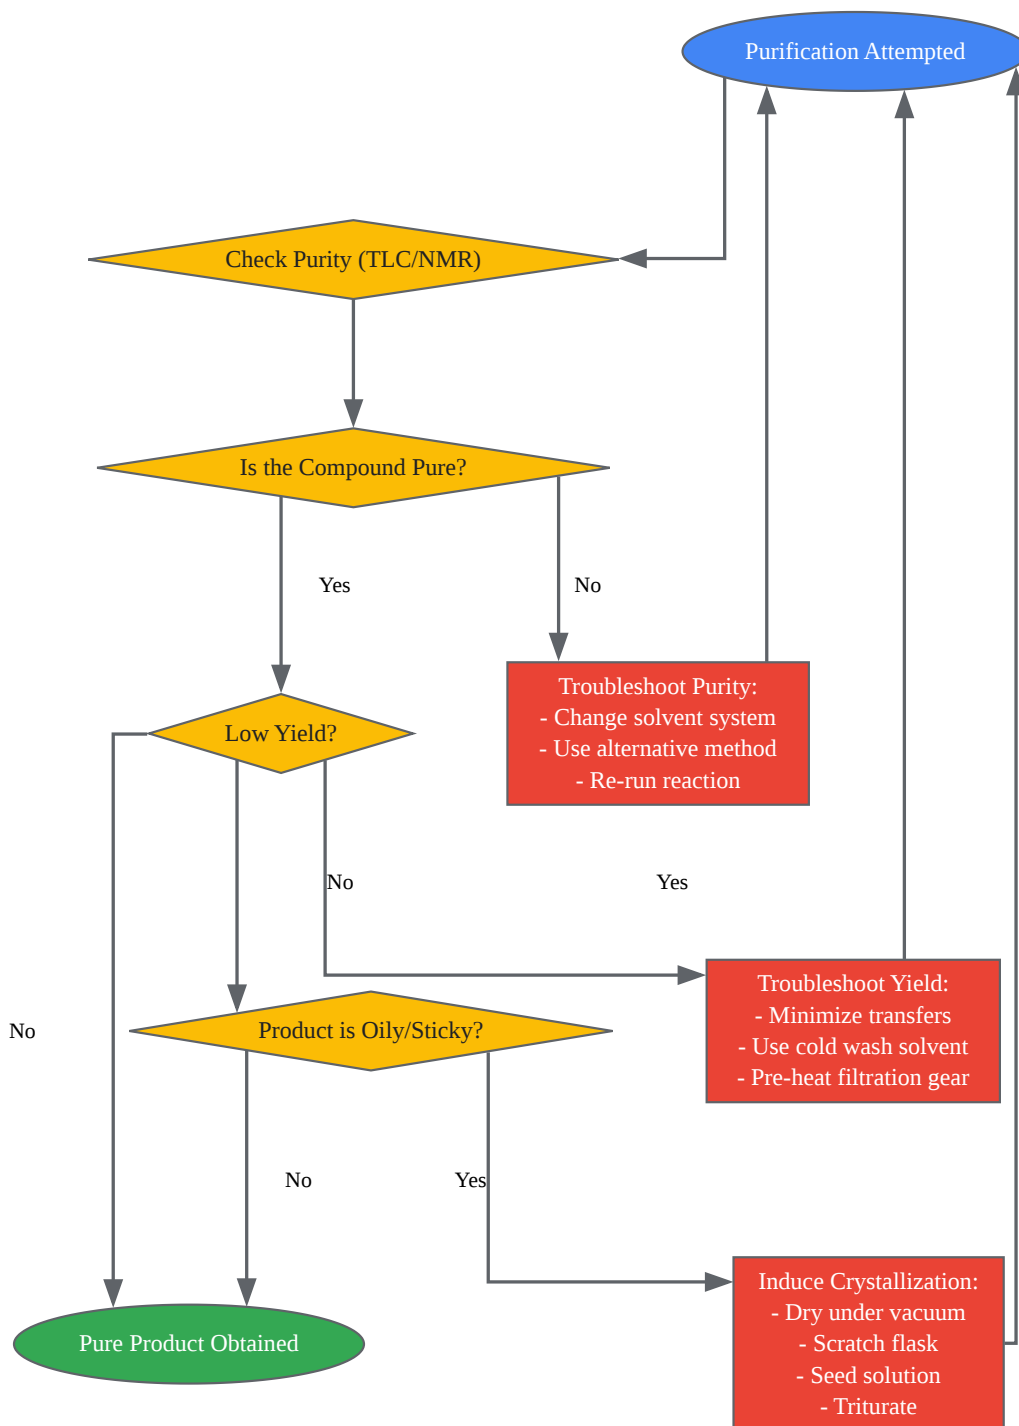 Purification Attempted
Check Purity (TLC/NMR)
Is the Compound Pure?
Yes
No
Troubleshoot Purity:
- Change solvent system
- Use alternative method
- Re-run reaction
Low Yield?
No
Yes
Troubleshoot Yield:
- Minimize transfers
- Use cold wash solvent
- Pre-heat filtration gear
No
Product is Oily/Sticky?
No
Yes
Induce Crystallization:
- Dry under vacuum
- Scratch flask
- Seed solution
- Triturate
Pure Product Obtained